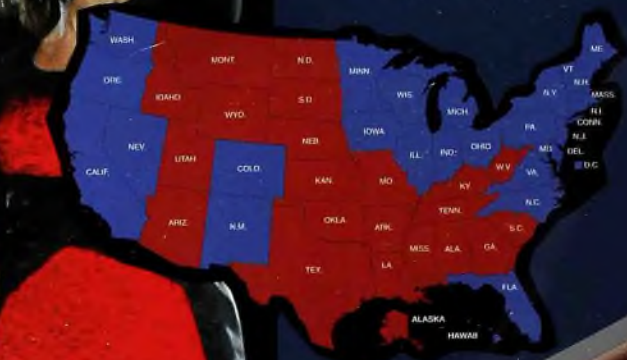 WASH.
ME.
MONT.
N.D.
VT.
MINN.
ORE.
N.H.
N.Y.
MASS.
WIS.
IDAHO
S.D.
MICH.
WYO.
CONN.
PA.
IOWA
N.J.
NEB.
NEV.
OHIO
MD.
DEL.
IND.
ILL.
UTAH
D.C.
COLO.
W.V.
CALIF.
VA.
KAN.
MO.
KY.
N.C.
TENN.
OKLA.
ARIZ.
N.M.
ARK.
S.C.
MISS.
ALA.
GA.
LA.
TEX.
FLA.
ALASKA
HAWAII